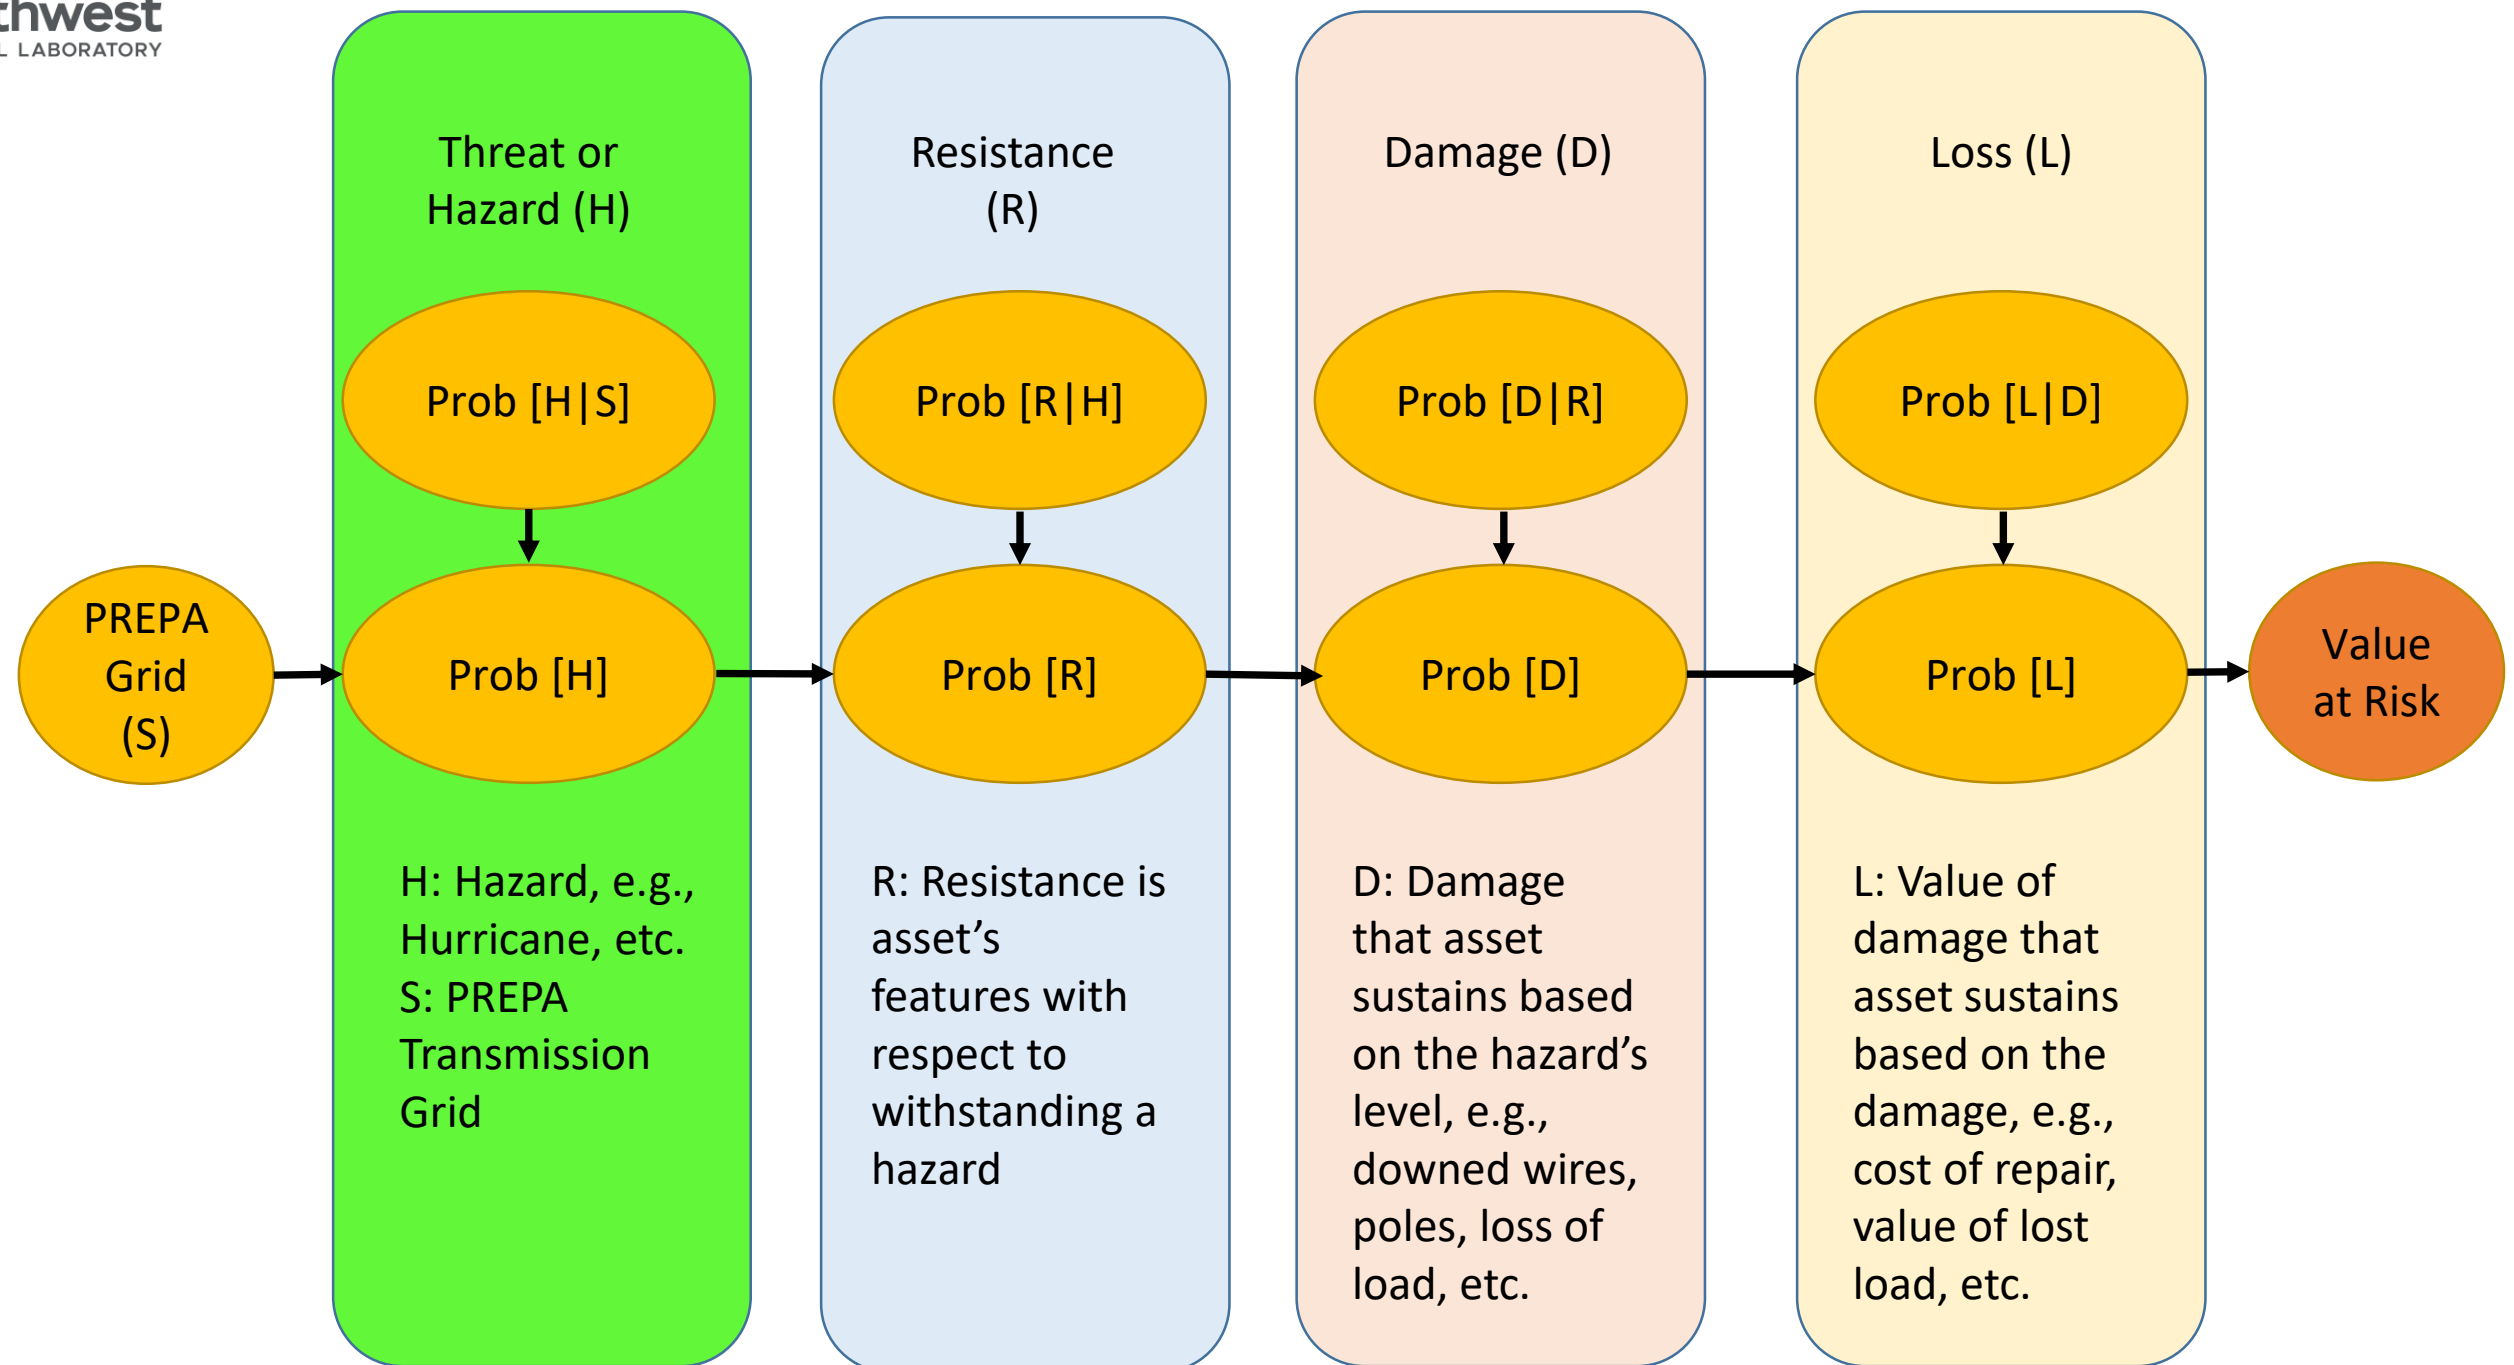 LABORATORY
Threat or
Hazard (H)
Resistance
(R)
Damage (D)
Loss (L)
Prob [H|S]
Prob [R|H]
Prob [D|R]
Prob [L|D]
PREPA
Grid
(S)
Prob [H]
Prob [R]
Prob [D]
Prob [L]
Value
at Risk
H: Hazard, e.g.,
Hurricane, etc.
S: PREPA
Transmission
Grid
R: Resistance is
asset’s
features with
respect to
withstanding a
hazard
D: Damage
that asset
sustains based
on the hazard’s
level, e.g.,
downed wires,
poles, loss of
load, etc.
L: Value of
damage that
asset sustains
based on the
damage, e.g.,
cost of repair,
value of lost
load, etc.